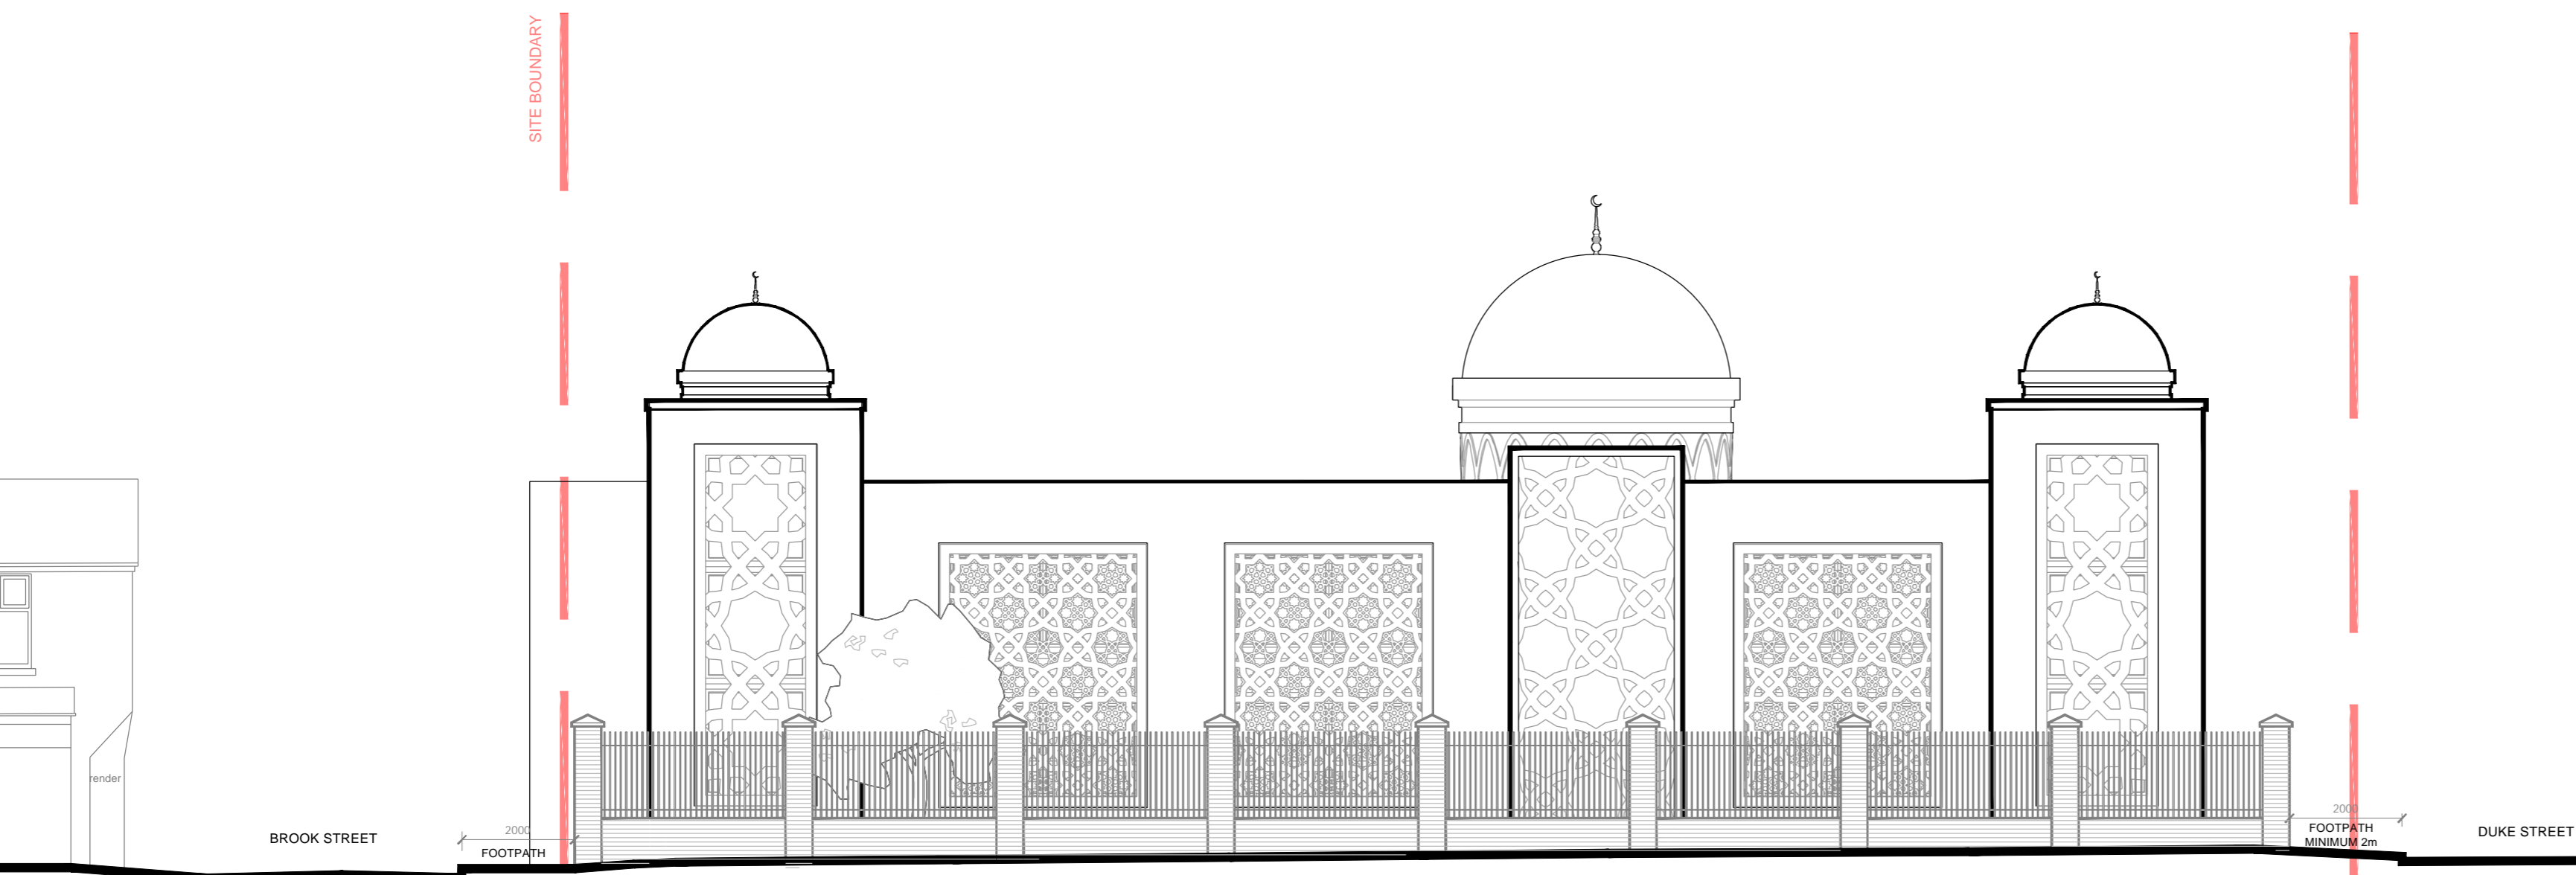 SITE BOUNDARY
render
BROOK STREET
2000
FOOTPATH
2000
FOOTPATH
MINIMUM 2m
DUKE STREET